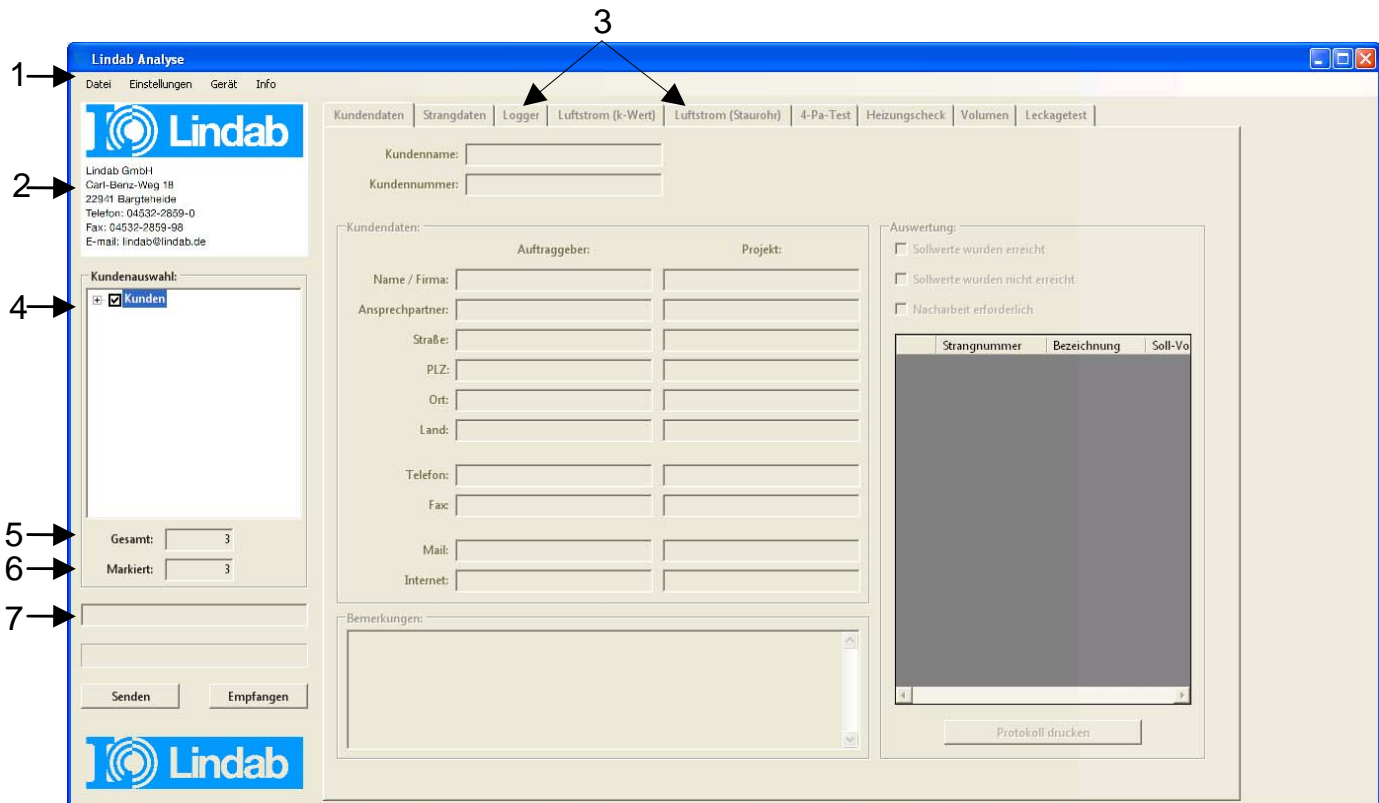 3
Lindab Analyse
1
Datei Einstellungen Gerät Info
Lindab
2
Lindab GmbH
Carl-Benz-Weg 18
22941 Bargteheide
Telefon: 04532-2859-0
Fax: 04532-2859-98
E-mail: lindab@lindab.de
Kundenauswahl:
4
Kunden
5
Gesamt: 3
6
Markiert: 3
7
Senden Empfangen
Lindab
Kundendaten Strangdaten Logger Luftstrom (k-Wert) Luftstrom (Staurohr) 4-Pa-Test Heizungscheck Volumen Leckagetest
Kundenname:
Kundennummer:
Kundendaten:
Auftraggeber: Projekt:
Name / Firma:
Ansprechpartner:
Straße:
PLZ:
Ort:
Land:
Telefon:
Fax:
Mail:
Internet:
Bemerkungen:
Auswertung:
Sollwerte wurden erreicht
Sollwerte wurden nicht erreicht
Nacharbeit erforderlich
Strangnummer Bezeichnung Soll-Vo
Protokoll drucken